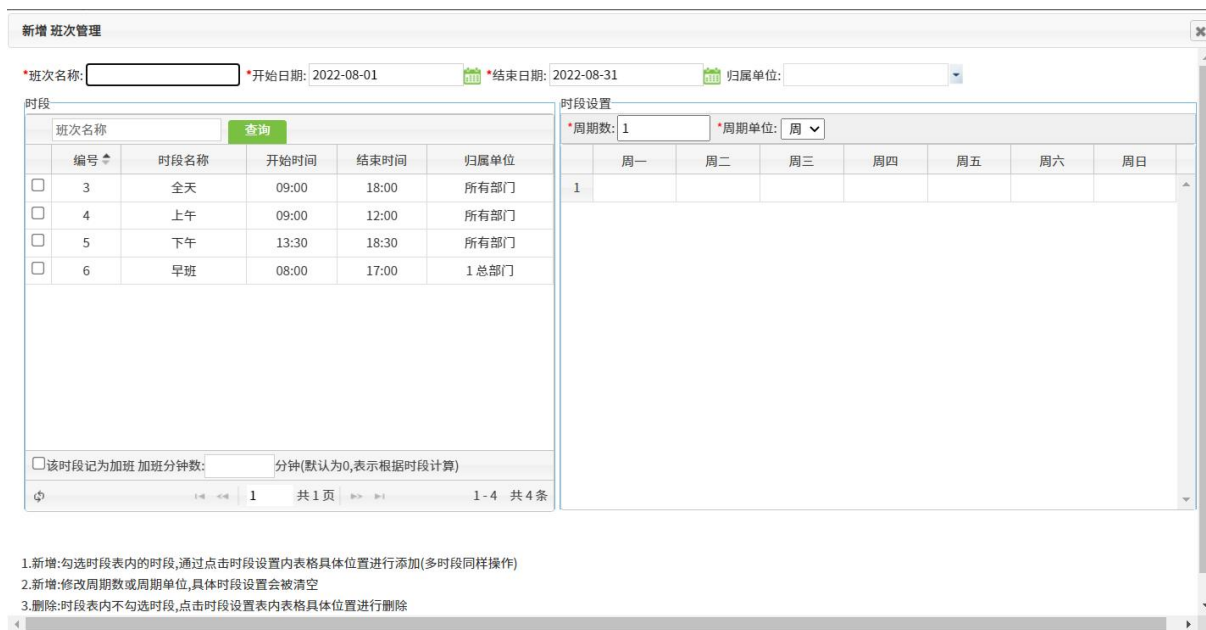 新增 班次管理
*班次名称: *开始日期: 2022-08-01 *结束日期: 2022-08-31 归属单位:
时段
班次名称 查询
编号 时段名称 开始时间 结束时间 归属单位
3 全天 09:00 18:00 所有部门
4 上午 09:00 12:00 所有部门
5 下午 13:30 18:30 所有部门
6 早班 08:00 17:00 1 总部门
该时段记为加班 加班分钟数: 分钟(默认为0,表示根据时段计算)
1 共 1 页 1 - 4 共 4 条
时段设置
*周期数: 1 *周期单位: 周
周一 周二 周三 周四 周五 周六 周日
1
1.新增:勾选时段表内的时段,通过点击时段设置内表格具体位置进行添加(多时段同样操作)
2.新增:修改周期数或周期单位,具体时段设置会被清空
3.删除:时段表内不勾选时段,点击时段设置表内表格具体位置进行删除